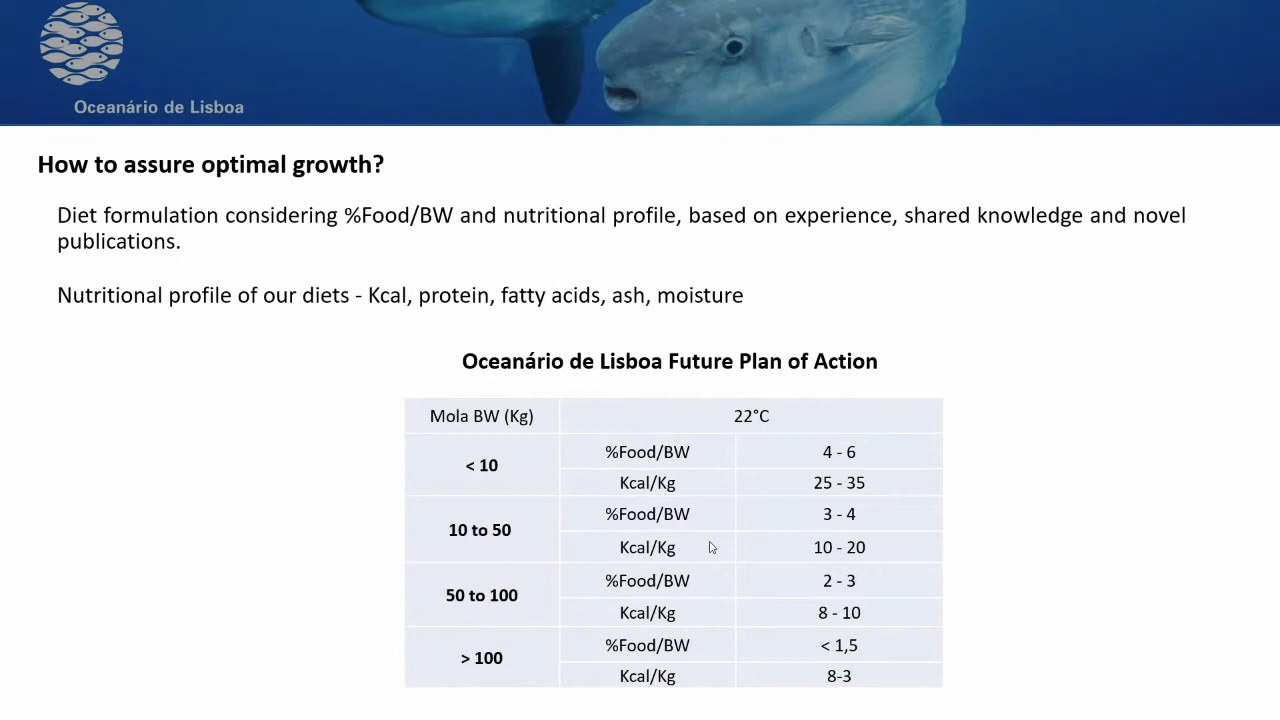 Oceanário de Lisboa
How to assure optimal growth?
Diet formulation considering %Food/BW and nutritional profile, based on experience, shared knowledge and novel
publications.
Nutritional profile of our diets - Kcal, protein, fatty acids, ash, moisture
Oceanário de Lisboa Future Plan of Action
Mola BW (Kg) 22°C
< 10
%Food/BW 4 - 6
Kcal/Kg 25 - 35
10 to 50
%Food/BW 3 - 4
Kcal/Kg 10 - 20
50 to 100
%Food/BW 2 - 3
Kcal/Kg 8 - 10
> 100
%Food/BW < 1,5
Kcal/Kg 8-3